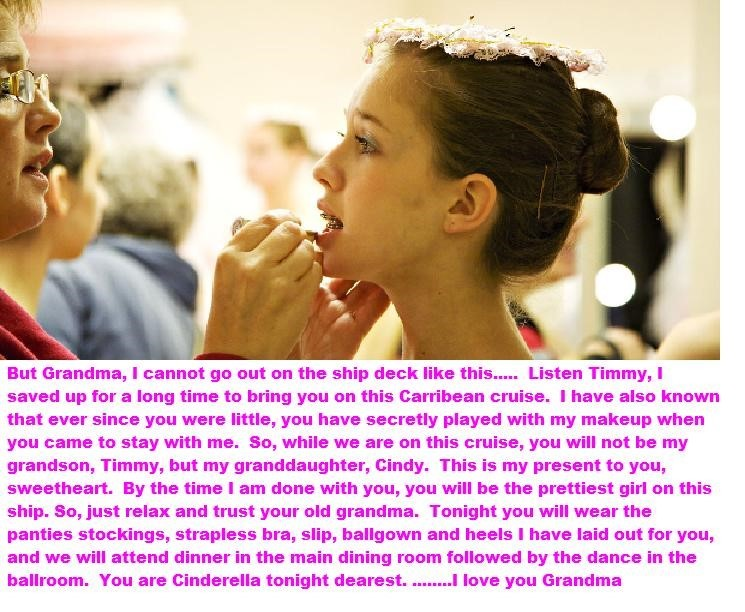 But Grandma, I cannot go out on the ship deck like this.....  Listen Timmy, I
saved up for a long time to bring you on this Carribean cruise.  I have also known
that ever since you were little, you have secretly played with my makeup when
you came to stay with me.  So, while we are on this cruise, you will not be my
grandson, Timmy, but my granddaughter, Cindy.  This is my present to you,
sweetheart.  By the time I am done with you, you will be the prettiest girl on this
ship. So, just relax and trust your old grandma.  Tonight you will wear the
panties stockings, strapless bra, slip, ballgown and heels I have laid out for you,
and we will attend dinner in the main dining room followed by the dance in the
ballroom.  You are Cinderella tonight dearest. ........I love you Grandma